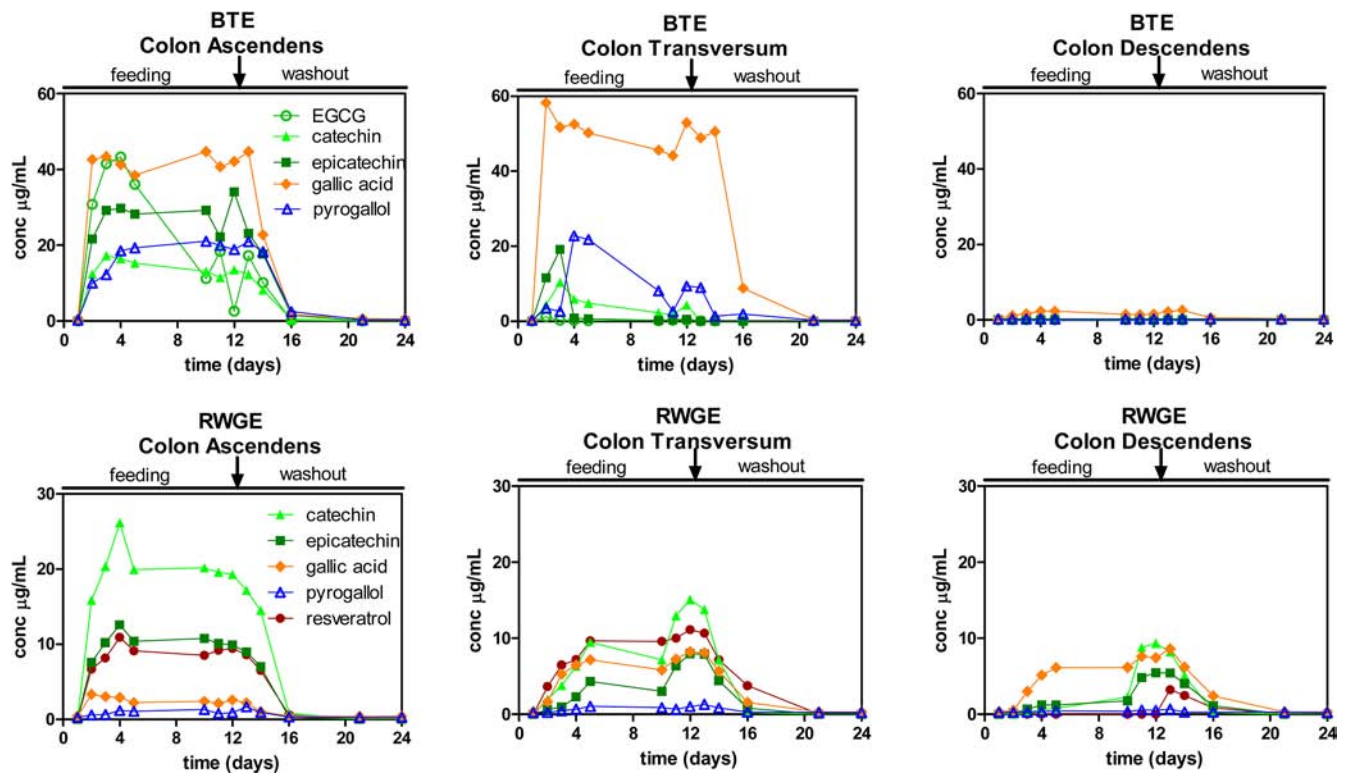 BTE
Colon Ascendens
feeding washout
60
40
20
0
conc μg/mL
EGCG
catechin
epicatechin
gallic acid
pyrogallol
0 4 8 12 16 20 24
time (days)
BTE
Colon Transversum
feeding washout
60
40
20
0
conc μg/mL
0 4 8 12 16 20 24
time (days)
BTE
Colon Descendens
feeding washout
60
40
20
0
conc μg/mL
0 4 8 12 16 20 24
time (days)
RWGE
Colon Ascendens
feeding washout
30
20
10
0
conc μg/mL
catechin
epicatechin
gallic acid
pyrogallol
resveratrol
0 4 8 12 16 20 24
time (days)
RWGE
Colon Transversum
feeding washout
30
20
10
0
conc μg/mL
0 4 8 12 16 20 24
time (days)
RWGE
Colon Descendens
feeding washout
30
20
10
0
conc μg/mL
0 4 8 12 16 20 24
time (days)